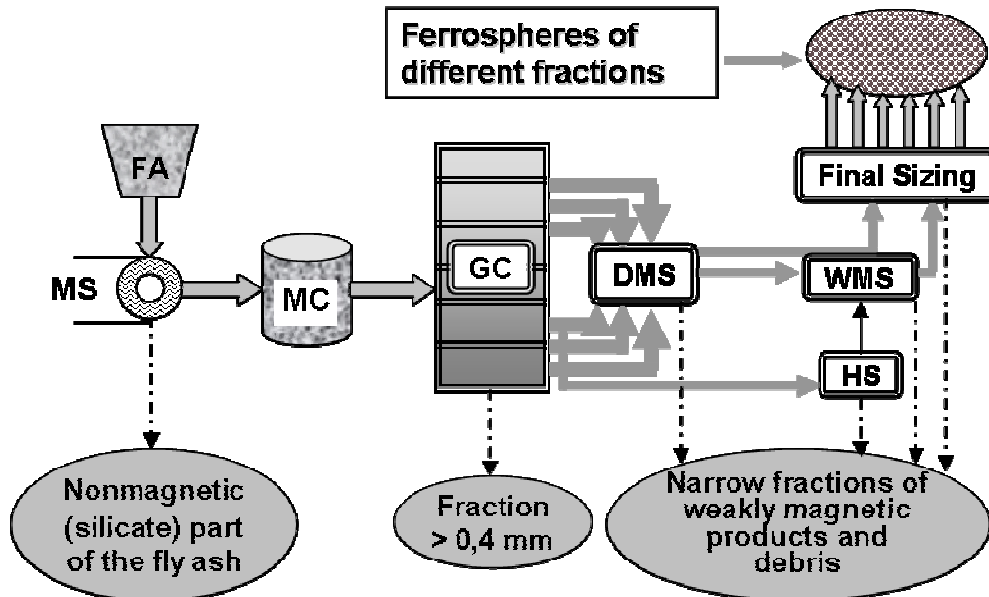 Ferrospheres of
different fractions
FA
Final Sizing
MS
MC
GC
DMS
WMS
HS
Nonmagnetic
(silicate) part
of the fly ash
Fraction
> 0,4 mm
Narrow fractions of
weakly magnetic
products and
debris